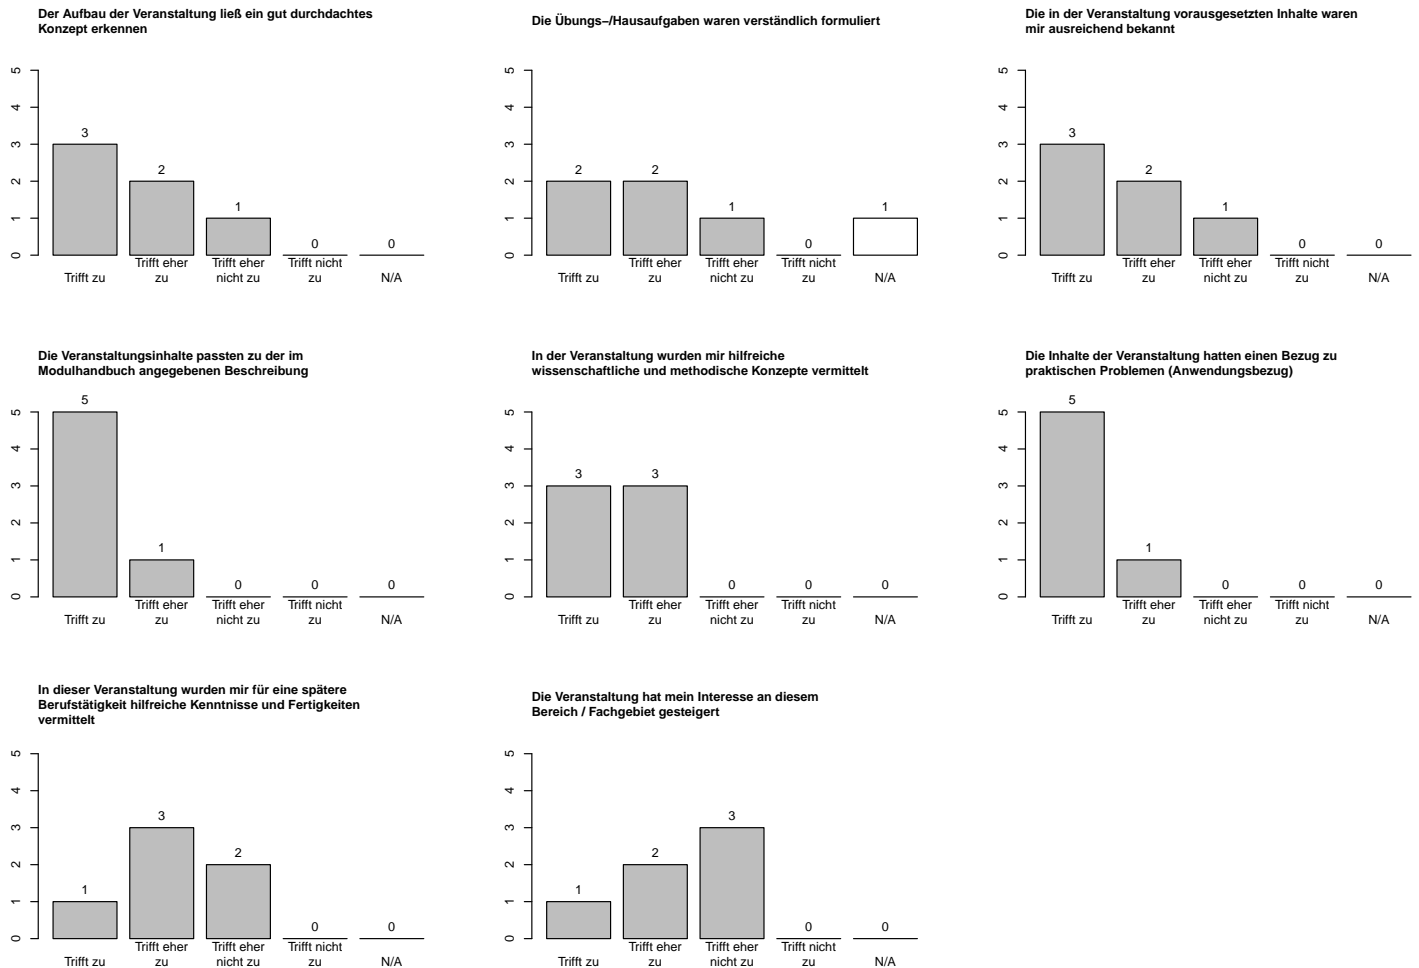 Der Aufbau der Veranstaltung ließ ein gut durchdachtes
Konzept erkennen
5
4
3
2
1
0
3
2
1
0
0
Trifft zu
Trifft eher
zu
Trifft eher
nicht zu
Trifft nicht
zu
N/A
Die Übungs−/Hausaufgaben waren verständlich formuliert
5
4
3
2
1
0
2
2
1
0
1
Trifft zu
Trifft eher
zu
Trifft eher
nicht zu
Trifft nicht
zu
N/A
Die in der Veranstaltung vorausgesetzten Inhalte waren
mir ausreichend bekannt
5
4
3
2
1
0
3
2
1
0
0
Trifft zu
Trifft eher
zu
Trifft eher
nicht zu
Trifft nicht
zu
N/A
Die Veranstaltungsinhalte passten zu der im
Modulhandbuch angegebenen Beschreibung
5
4
3
2
1
0
5
1
0
0
0
Trifft zu
Trifft eher
zu
Trifft eher
nicht zu
Trifft nicht
zu
N/A
In der Veranstaltung wurden mir hilfreiche
wissenschaftliche und methodische Konzepte vermittelt
5
4
3
2
1
0
3
3
0
0
0
Trifft zu
Trifft eher
zu
Trifft eher
nicht zu
Trifft nicht
zu
N/A
Die Inhalte der Veranstaltung hatten einen Bezug zu
praktischen Problemen (Anwendungsbezug)
5
4
3
2
1
0
5
1
0
0
0
Trifft zu
Trifft eher
zu
Trifft eher
nicht zu
Trifft nicht
zu
N/A
In dieser Veranstaltung wurden mir für eine spätere
Berufstätigkeit hilfreiche Kenntnisse und Fertigkeiten
vermittelt
5
4
3
2
1
0
1
3
2
0
0
Trifft zu
Trifft eher
zu
Trifft eher
nicht zu
Trifft nicht
zu
N/A
Die Veranstaltung hat mein Interesse an diesem
Bereich / Fachgebiet gesteigert
5
4
3
2
1
0
1
2
3
0
0
Trifft zu
Trifft eher
zu
Trifft eher
nicht zu
Trifft nicht
zu
N/A